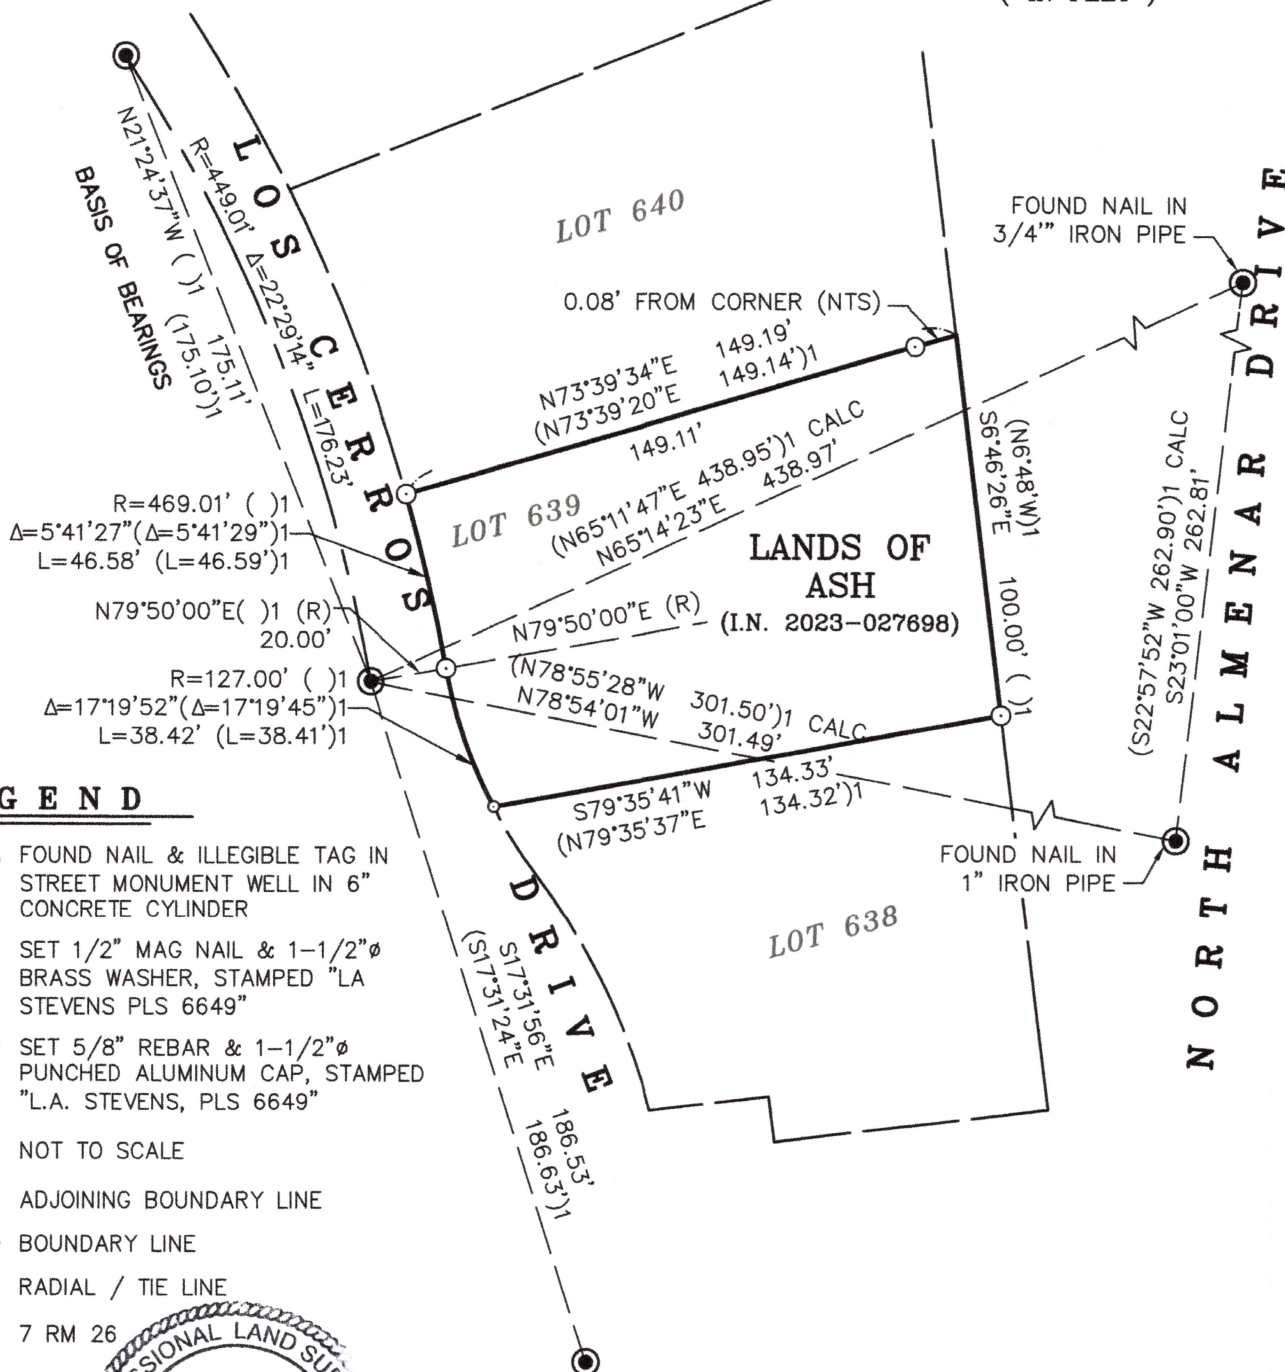 ( IN FEET )
LOS CERROS DRIVE
N21°24'37"W ( )1 175.11'
(175.10')1
BASIS OF BEARINGS
R=449.01' Δ=22°29'14" L=176.23'
LOT 640
FOUND NAIL IN
3/4'" IRON PIPE
0.08' FROM CORNER (NTS)
N73°39'34"E 149.19'
(N73°39'20"E 149.14')1
149.11'
LOT 639
(N65°11'47"E 438.95')1 CALC
N65°14'23"E 438.97'
(N6°48'W)1
S6°46'26"E 100.00' ( )1
LANDS OF
ASH
(I.N. 2023-027698)
R=469.01' ( )1
Δ=5°41'27"(Δ=5°41'29")1
L=46.58' (L=46.59')1
N79°50'00"E( )1 (R)
20.00'
R=127.00' ( )1
Δ=17°19'52"(Δ=17°19'45")1
L=38.42' (L=38.41')1
N79°50'00"E (R)
(N78°55'28"W 301.50')1 CALC
N78°54'01"W 301.49'
S79°35'41"W 134.33'
(N79°35'37"E 134.32')1
(S22°57'52"W 262.90')1 CALC
S23°01'00"W 262.81'
NORTH ALMENAR DRIVE
FOUND NAIL IN
1" IRON PIPE
LOT 638
S17°31'56"E 186.53'
(S17°31'24"E 186.63')1
GEND
FOUND NAIL & ILLEGIBLE TAG IN
STREET MONUMENT WELL IN 6"
CONCRETE CYLINDER
SET 1/2" MAG NAIL & 1-1/2"ø
BRASS WASHER, STAMPED "LA
STEVENS PLS 6649"
SET 5/8" REBAR & 1-1/2"ø
PUNCHED ALUMINUM CAP, STAMPED
"L.A. STEVENS, PLS 6649"
NOT TO SCALE
ADJOINING BOUNDARY LINE
BOUNDARY LINE
RADIAL / TIE LINE
7 RM 26
SSIONAL LAND SU